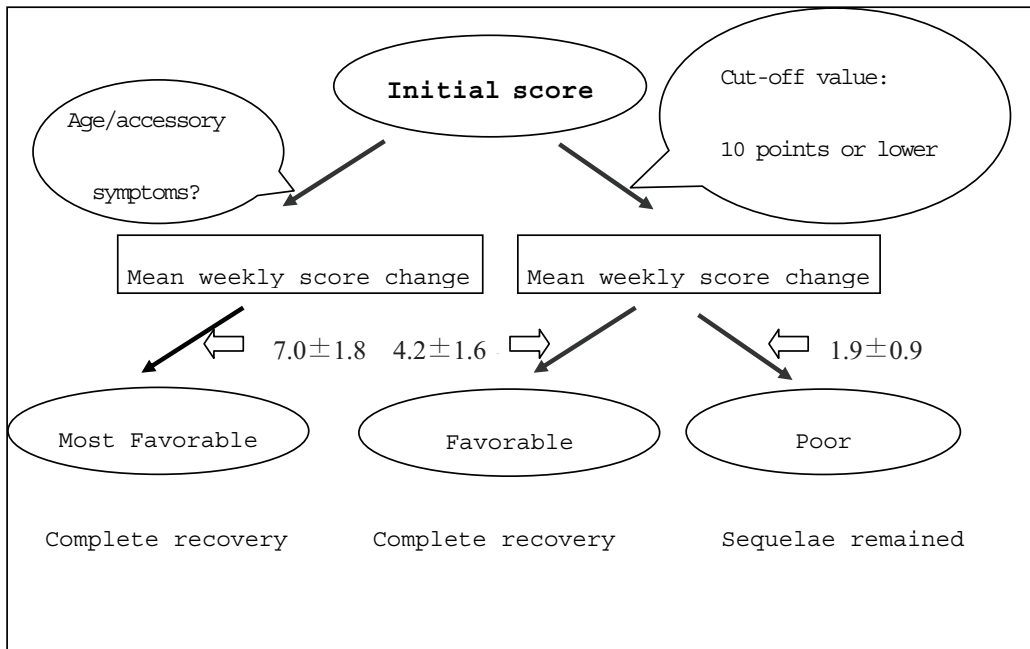 Initial score
Age/accessory
symptoms?
Cut-off value:
10 points or lower
Mean weekly score change
Mean weekly score change
7.0±1.8
4.2±1.6
1.9±0.9
Most Favorable
Favorable
Poor
Complete recovery
Complete recovery
Sequelae remained